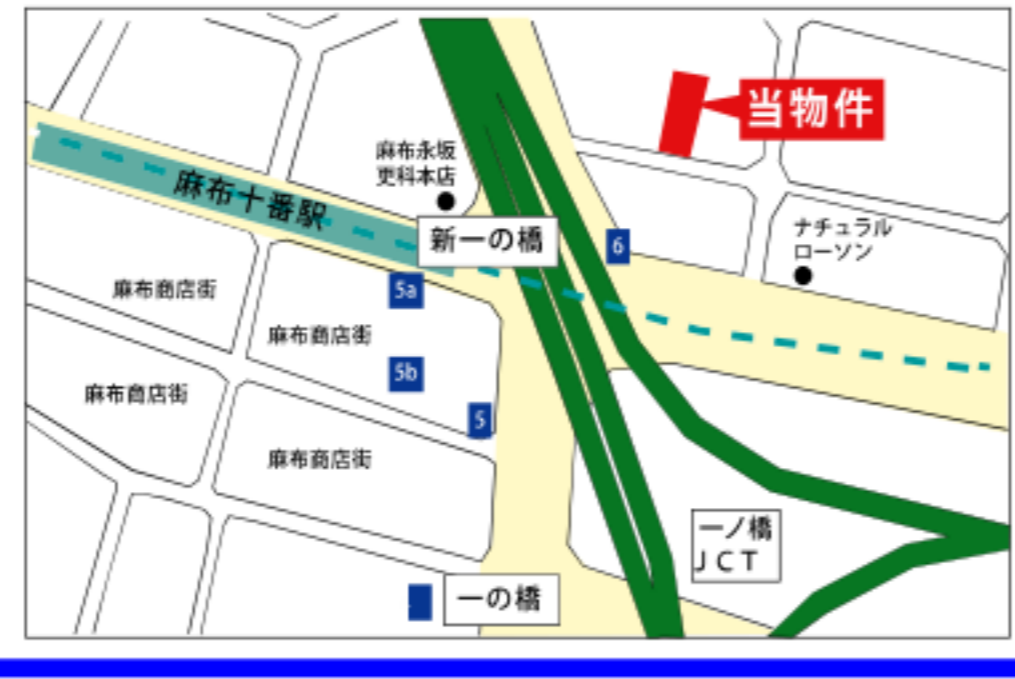 当物件
麻布永坂
更科本店
麻布十番駅
新一の橋
6
ナチュラル
ローソン
5a
麻布商店街
麻布商店街
5b
麻布商店街
5
麻布商店街
一ノ橋
JCT
一の橋